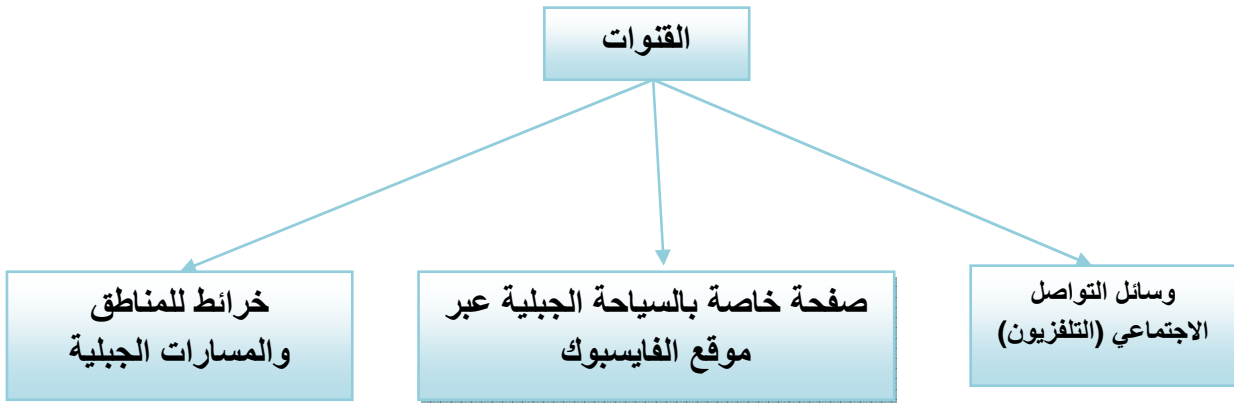 القنوات
وسائل التواصل
الاجتماعي (التلفزيون)
صفحة خاصة بالسياحة الجبلية عبر
موقع الفايسبوك
خرائط للمناطق
والمسارات الجبلية